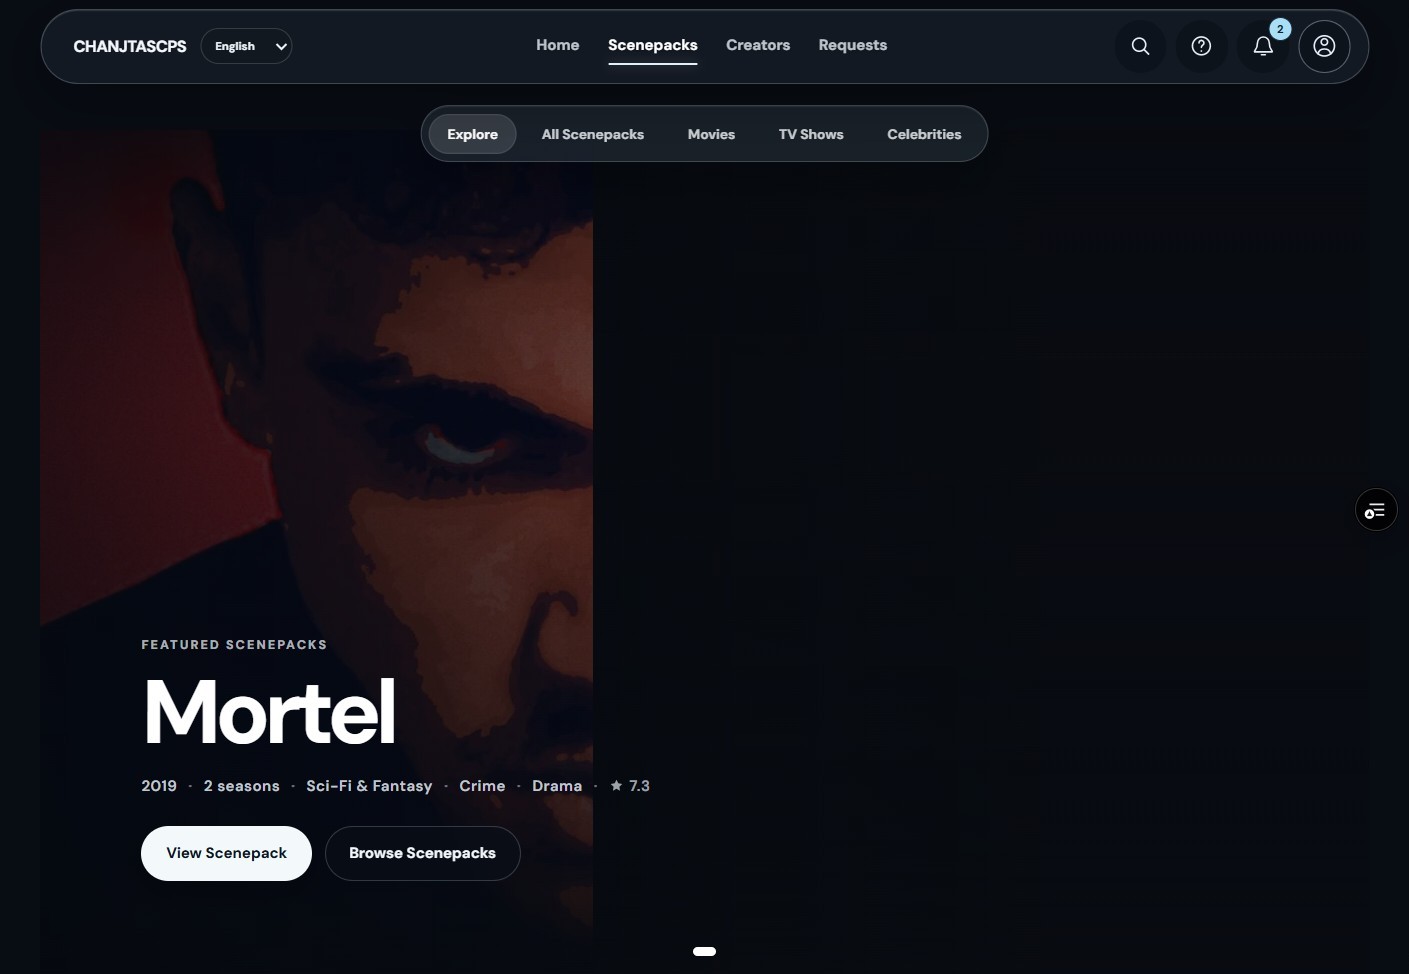 CHANJTASCPS English Home Scenepacks Creators Requests 2
Explore All Scenepacks Movies TV Shows Celebrities
FEATURED SCENEPACKS
Mortel
2019 · 2 seasons · Sci-Fi & Fantasy · Crime · Drama · ★ 7.3
View Scenepack Browse Scenepacks